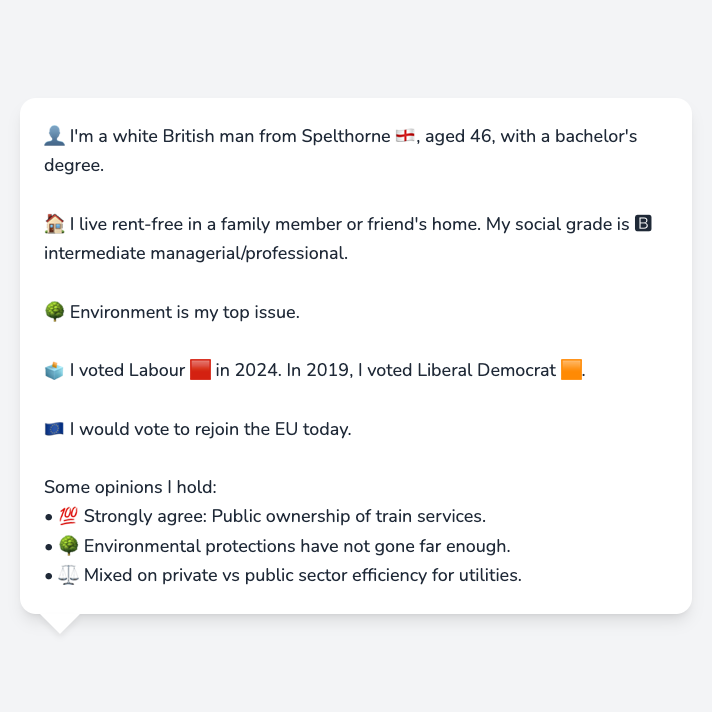 👤 I'm a white British man from Spelthorne 🏴󠁧󠁢󠁥󠁮󠁧󠁿, aged 46, with a bachelor's
degree.
🏠 I live rent-free in a family member or friend's home. My social grade is 🅱
intermediate managerial/professional.
🌳 Environment is my top issue.
🗳️ I voted Labour 🟥 in 2024. In 2019, I voted Liberal Democrat 🟧.
🇪🇺 I would vote to rejoin the EU today.
Some opinions I hold:
• 💯 Strongly agree: Public ownership of train services.
• 🌳 Environmental protections have not gone far enough.
• ⚖️ Mixed on private vs public sector efficiency for utilities.